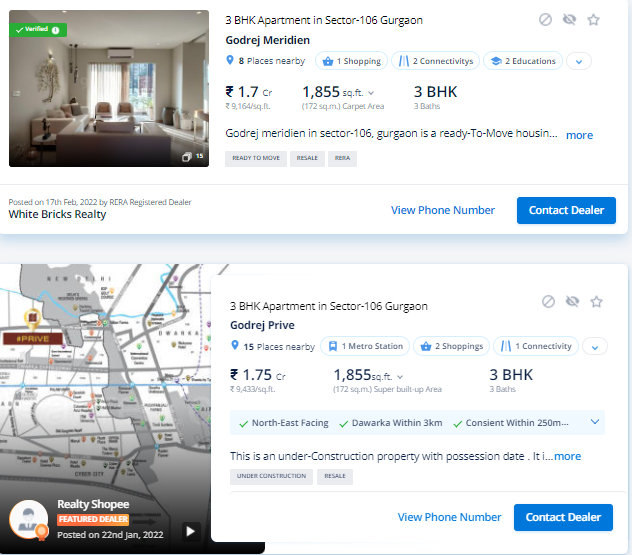 Verified
3 BHK Apartment in Sector-106 Gurgaon
Godrej Meridien
8 Places nearby
1 Shopping
2 Connectivitys
2 Educations
₹ 1.7 Cr
1,855 sq.ft.
3 BHK
₹ 9,164/sq.ft.
(172 sq.m.) Carpet Area
3 Baths
15
Godrej meridien in sector-106, gurgaon is a ready-To-Move housin... more
READY TO MOVE
RESALE
RERA
Posted on 17th Feb, 2022 by RERA Registered Dealer
White Bricks Realty
View Phone Number
Contact Dealer
NEW DELHI
DWARKA
#PRIVE
CYBER CITY
3 BHK Apartment in Sector-106 Gurgaon
Godrej Prive
15 Places nearby
1 Metro Station
2 Shoppings
1 Connectivity
₹ 1.75 Cr
1,855sq.ft.
3 BHK
₹ 9,433/sq.ft.
(172 sq.m.) Super built-up Area
3 Baths
North-East Facing
Dawarka Within 3km
Consient Within 250m...
This is an under-Construction property with possession date . It i...more
UNDER CONSTRUCTION
RESALE
Realty Shopee
FEATURED DEALER
Posted on 22nd Jan, 2022
View Phone Number
Contact Dealer